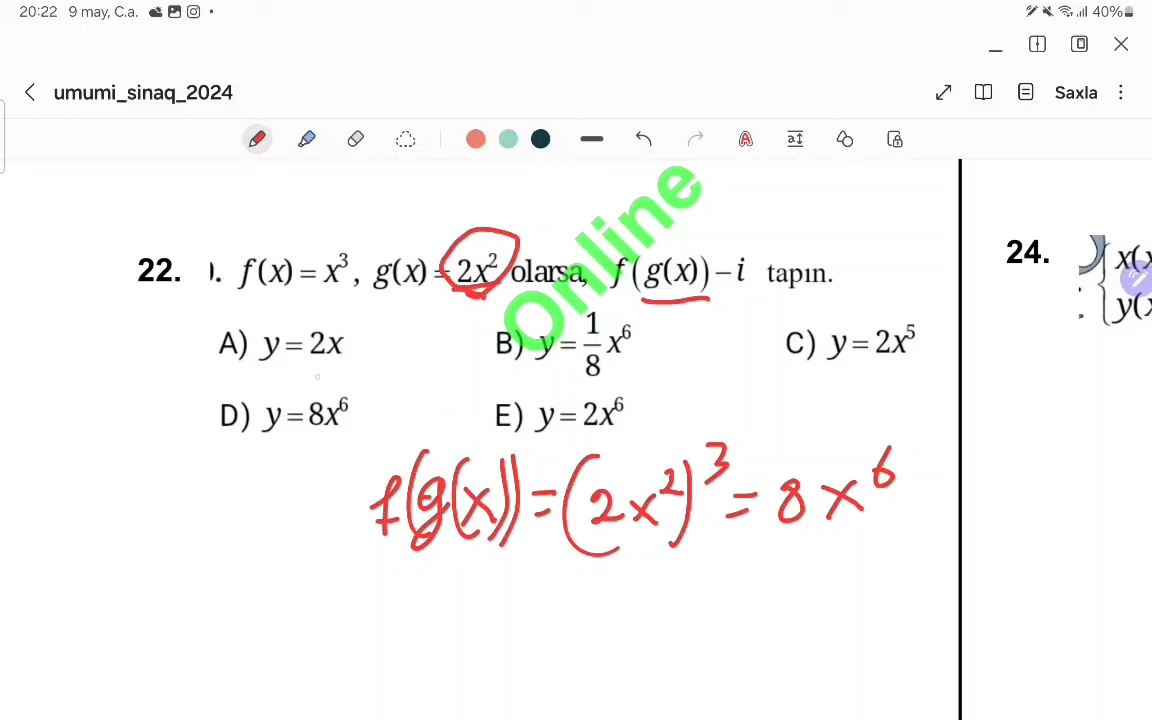 20:22 9 may, C.a. 40%
umumi_sinaq_2024 Saxla
22. ). f(x) = x³, g(x) = 2x² olarsa, f(g(x)) – i tapın.
A) y = 2x B) y = 1/8 x⁶ C) y = 2x⁵
D) y = 8x⁶ E) y = 2x⁶
f(g(x)) = (2x²)³ = 8x⁶
Online
24.
x(x
y(x